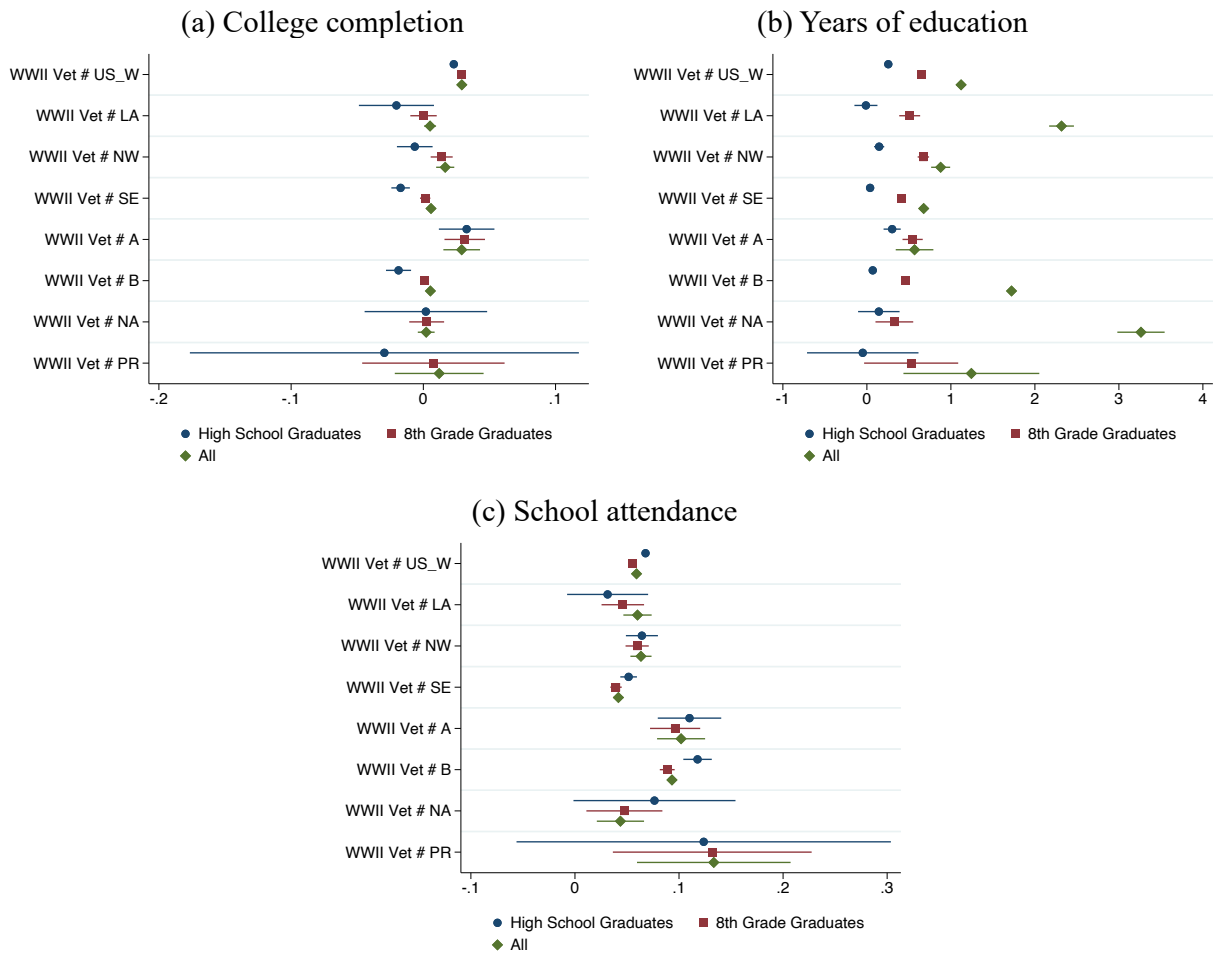 (a) College completion
WWII Vet # US_W
WWII Vet # LA
WWII Vet # NW
WWII Vet # SE
WWII Vet # A
WWII Vet # B
WWII Vet # NA
WWII Vet # PR
-.2 -.1 0 .1
High School Graduates 8th Grade Graduates
All
(b) Years of education
WWII Vet # US_W
WWII Vet # LA
WWII Vet # NW
WWII Vet # SE
WWII Vet # A
WWII Vet # B
WWII Vet # NA
WWII Vet # PR
-1 0 1 2 3 4
High School Graduates 8th Grade Graduates
All
(c) School attendance
WWII Vet # US_W
WWII Vet # LA
WWII Vet # NW
WWII Vet # SE
WWII Vet # A
WWII Vet # B
WWII Vet # NA
WWII Vet # PR
-.1 0 .1 .2 .3
High School Graduates 8th Grade Graduates
All